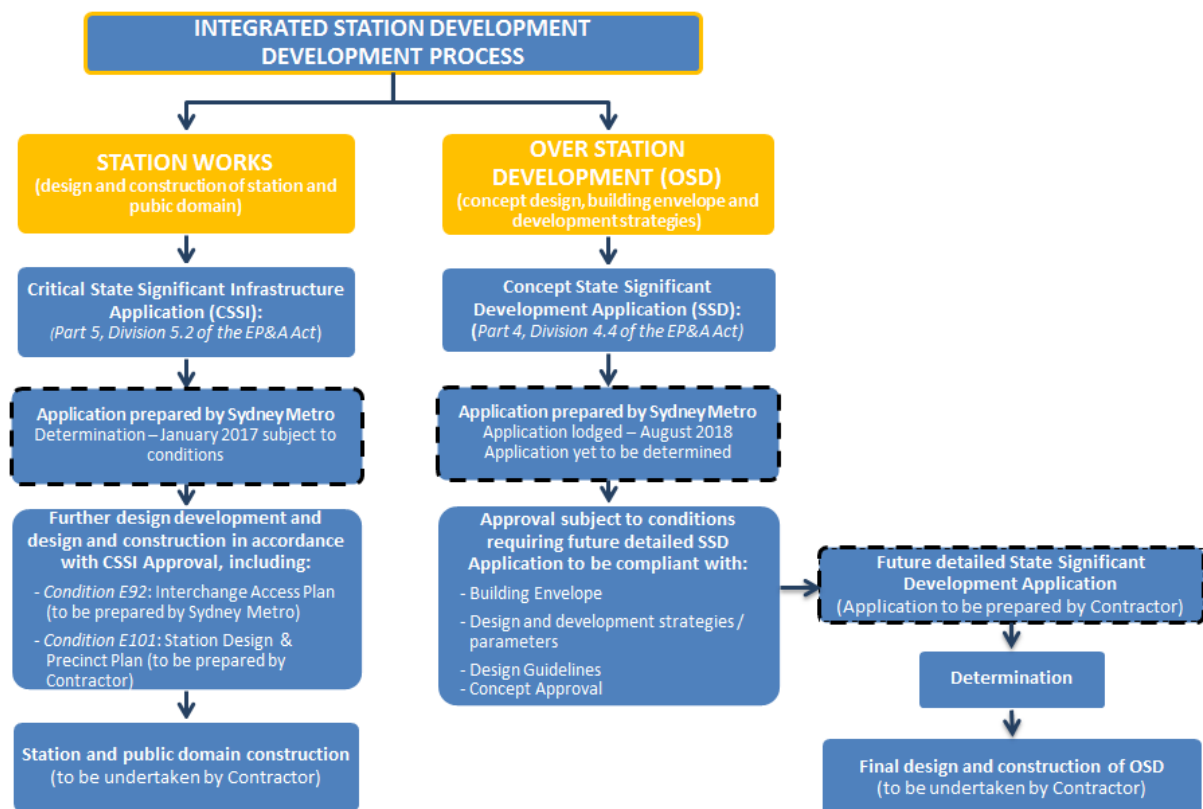 INTEGRATED STATION DEVELOPMENT
DEVELOPMENT PROCESS
STATION WORKS
(design and construction of station and
pubic domain)
Critical State Significant Infrastructure
Application (CSSI):
(Part 5, Division 5.2 of the EP&A Act)
Application prepared by Sydney Metro
Determination – January 2017 subject to
conditions
Further design development and
design and construction in accordance
with CSSI Approval, including:
- Condition E92: Interchange Access Plan
(to be prepared by Sydney Metro)
- Condition E101: Station Design &
Precinct Plan (to be prepared by
Contractor)
Station and public domain construction
(to be undertaken by Contractor)
OVER STATION
DEVELOPMENT (OSD)
(concept design, building envelope and
development strategies)
Concept State Significant
Development Application (SSD):
(Part 4, Division 4.4 of the EP&A Act)
Application prepared by Sydney Metro
Application lodged – August 2018
Application yet to be determined
Approval subject to conditions
requiring future detailed SSD
Application to be compliant with:
- Building Envelope
- Design and development strategies /
parameters
- Design Guidelines
- Concept Approval
Future detailed State Significant
Development Application
(Application to be prepared by Contractor)
Determination
Final design and construction of OSD
(to be undertaken by Contractor)